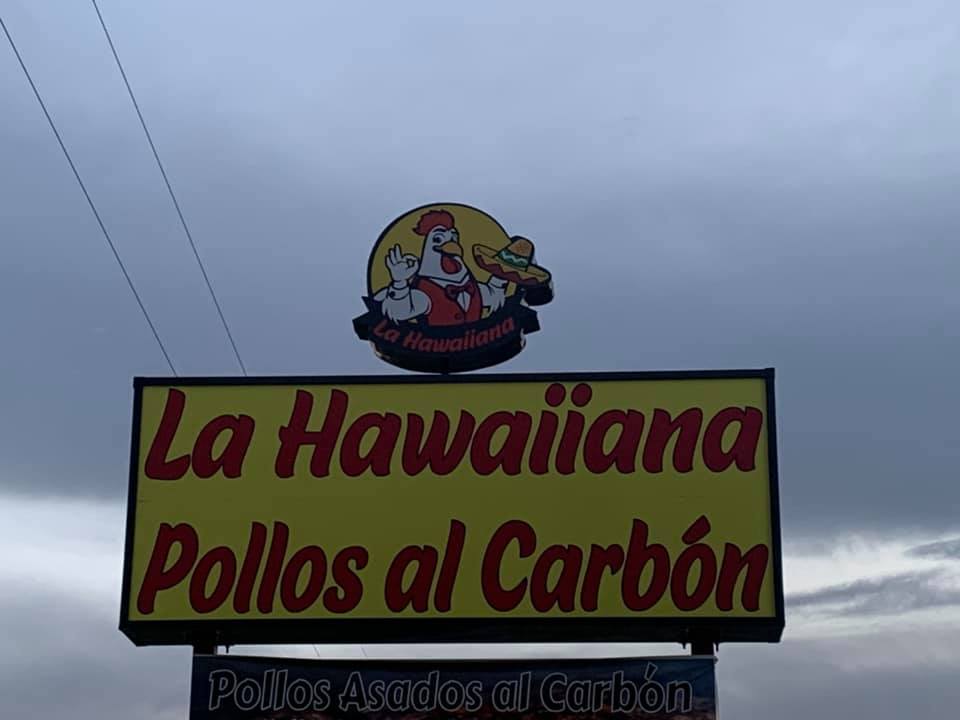 La Hawaiiana
La Hawaiiana
Pollos al Carbón
Pollos Asados al Carbón